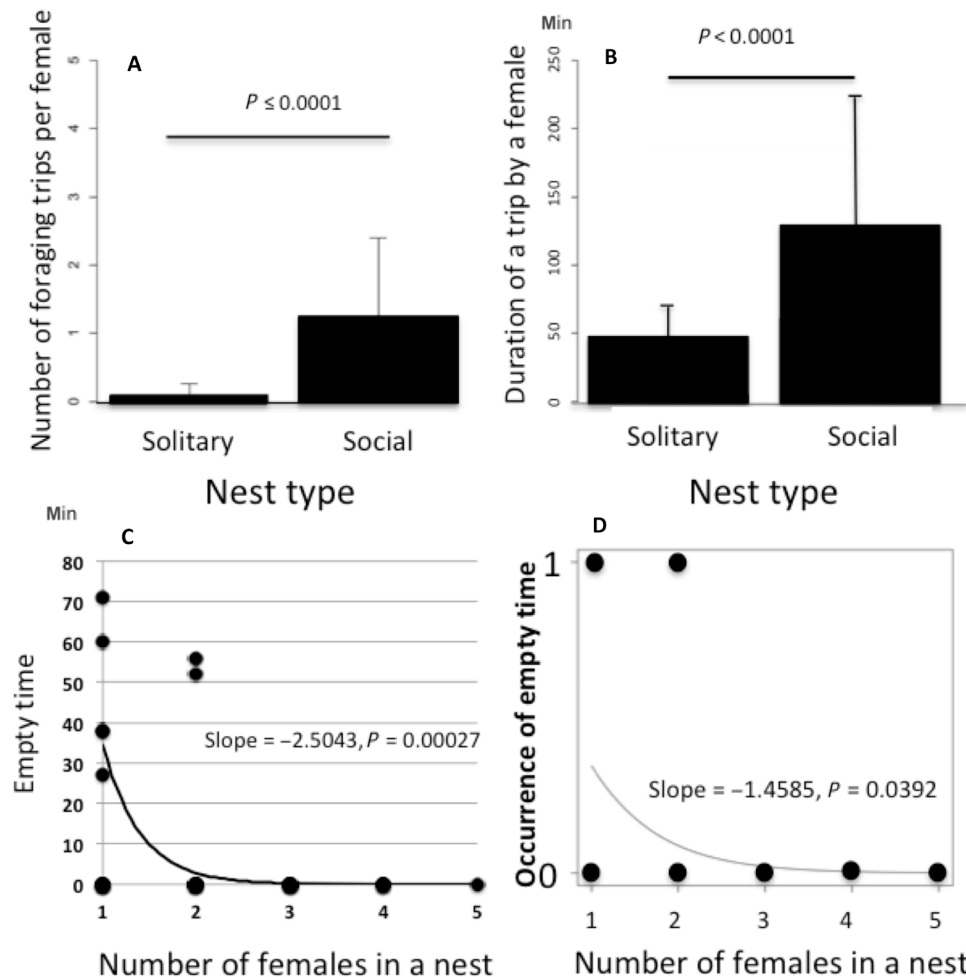 A
P ≤ 0.0001
Number of foraging trips per female
5
4
3
2
1
0
Solitary
Social
Nest type
Min
B
P < 0.0001
Duration of a trip by a female
250
200
150
100
50
0
Solitary
Social
Nest type
Min
C
Empty time
80
70
60
50
40
30
20
10
0
Slope = −2.5043, P = 0.00027
1 2 3 4 5
Number of females in a nest
D
Occurrence of empty time
1
0
Slope = −1.4585, P = 0.0392
1 2 3 4 5
Number of females in a nest